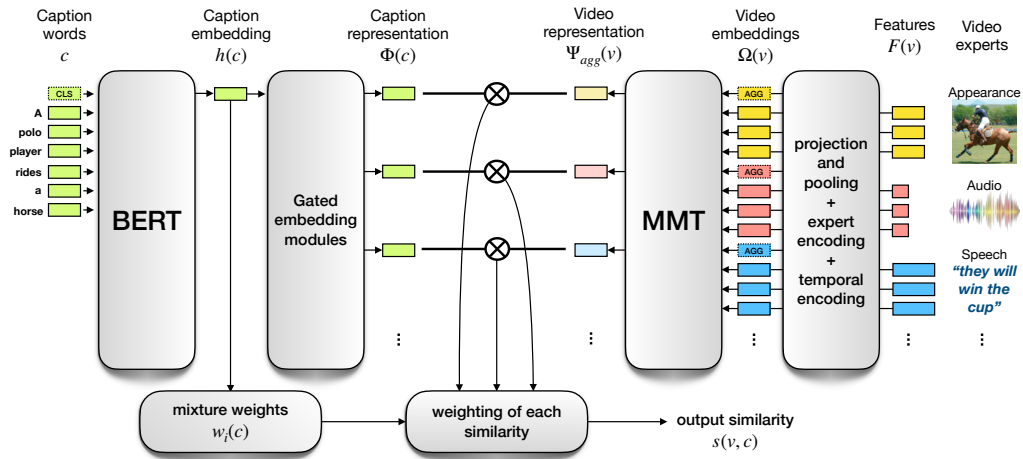 Caption words c
Caption embedding h(c)
Caption representation Φ(c)
Video representation Ψ_agg(v)
Video embeddings Ω(v)
Features F(v)
Video experts
CLS
A
polo
player
rides
a
horse
BERT
Gated
embedding
modules
MMT
AGG
AGG
AGG
projection
and
pooling
+
expert
encoding
+
temporal
encoding
Appearance
Audio
Speech
“they will
win the
cup”
⋮
⋮
⋮
⋮
⋮
mixture weights
w_i(c)
weighting of each
similarity
output similarity
s(v, c)